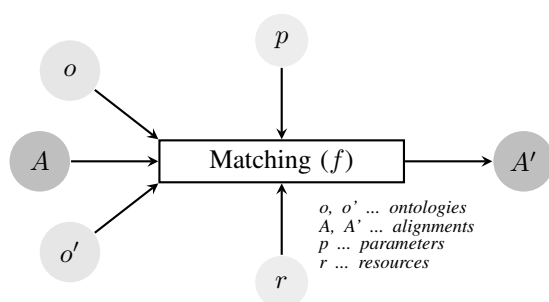 p
o
A
Matching (f)
A'
o'
r
o, o' ... ontologies
A, A' ... alignments
p ... parameters
r ... resources